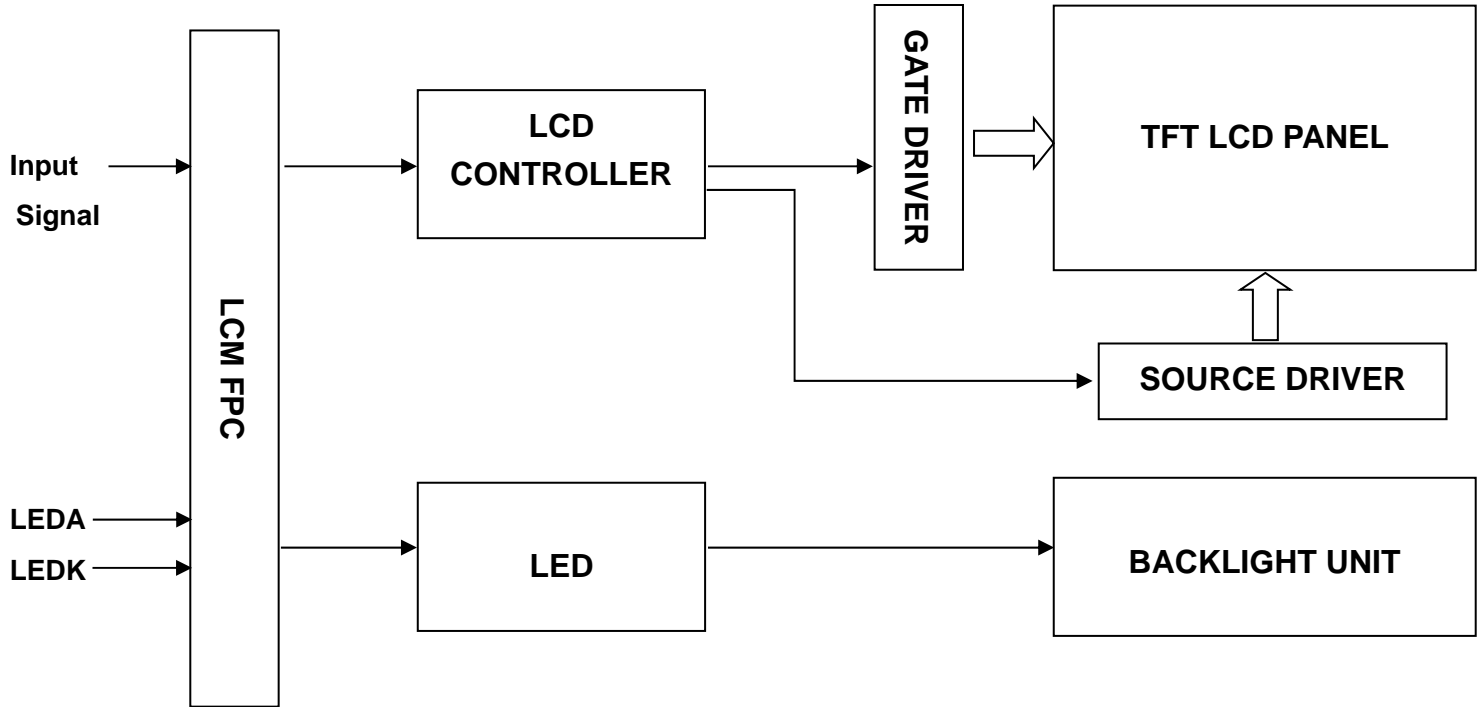 GATE DRIVER
LCD
CONTROLLER
TFT LCD PANEL
Input
Signal
LCM FPC
SOURCE DRIVER
LEDA
LEDK
LED
BACKLIGHT UNIT